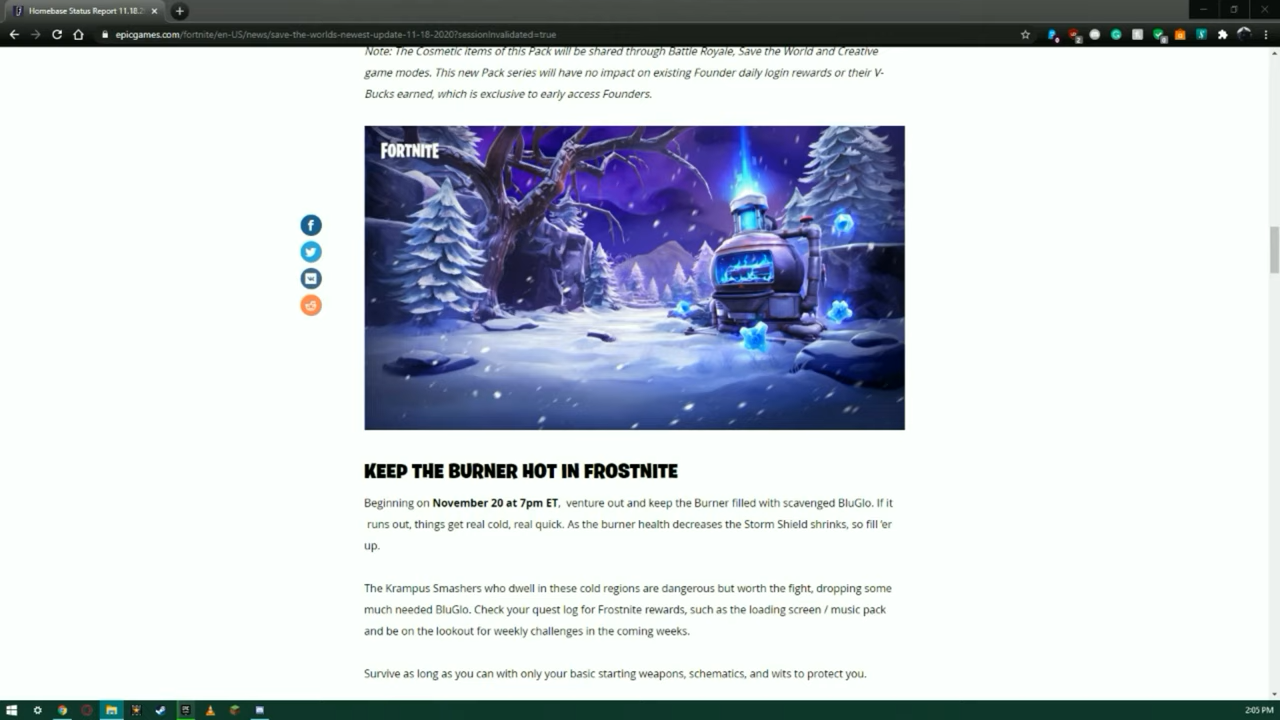 Homebase Status Report 11.18.2
epicgames.com/fortnite/en-US/news/save-the-worlds-newest-update-11-18-2020?sessionInvalidated=true
Note: The Cosmetic items of this Pack will be shared through Battle Royale, Save the World and Creative
game modes. This new Pack series will have no impact on existing Founder daily login rewards or their V-
Bucks earned, which is exclusive to early access Founders.
FORTNITE
KEEP THE BURNER HOT IN FROSTNITE
Beginning on November 20 at 7pm ET, venture out and keep the Burner filled with scavenged BluGlo. If it
runs out, things get real cold, real quick. As the burner health decreases the Storm Shield shrinks, so fill 'er
up.
The Krampus Smashers who dwell in these cold regions are dangerous but worth the fight, dropping some
much needed BluGlo. Check your quest log for Frostnite rewards, such as the loading screen / music pack
and be on the lookout for weekly challenges in the coming weeks.
Survive as long as you can with only your basic starting weapons, schematics, and wits to protect you.
2:05 PM